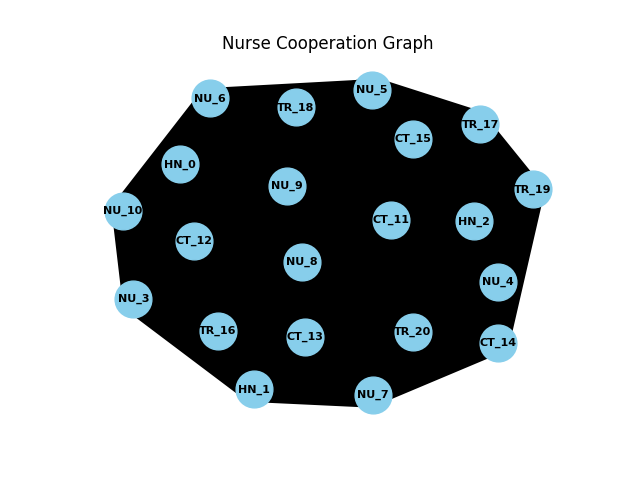 Nurse Cooperation Graph
NU_5
NU_6
TR_18
TR_17
CT_15
HN_0
NU_9
TR_19
NU_10
CT_11
HN_2
CT_12
NU_8
NU_4
NU_3
TR_16
CT_13
TR_20
CT_14
HN_1
NU_7